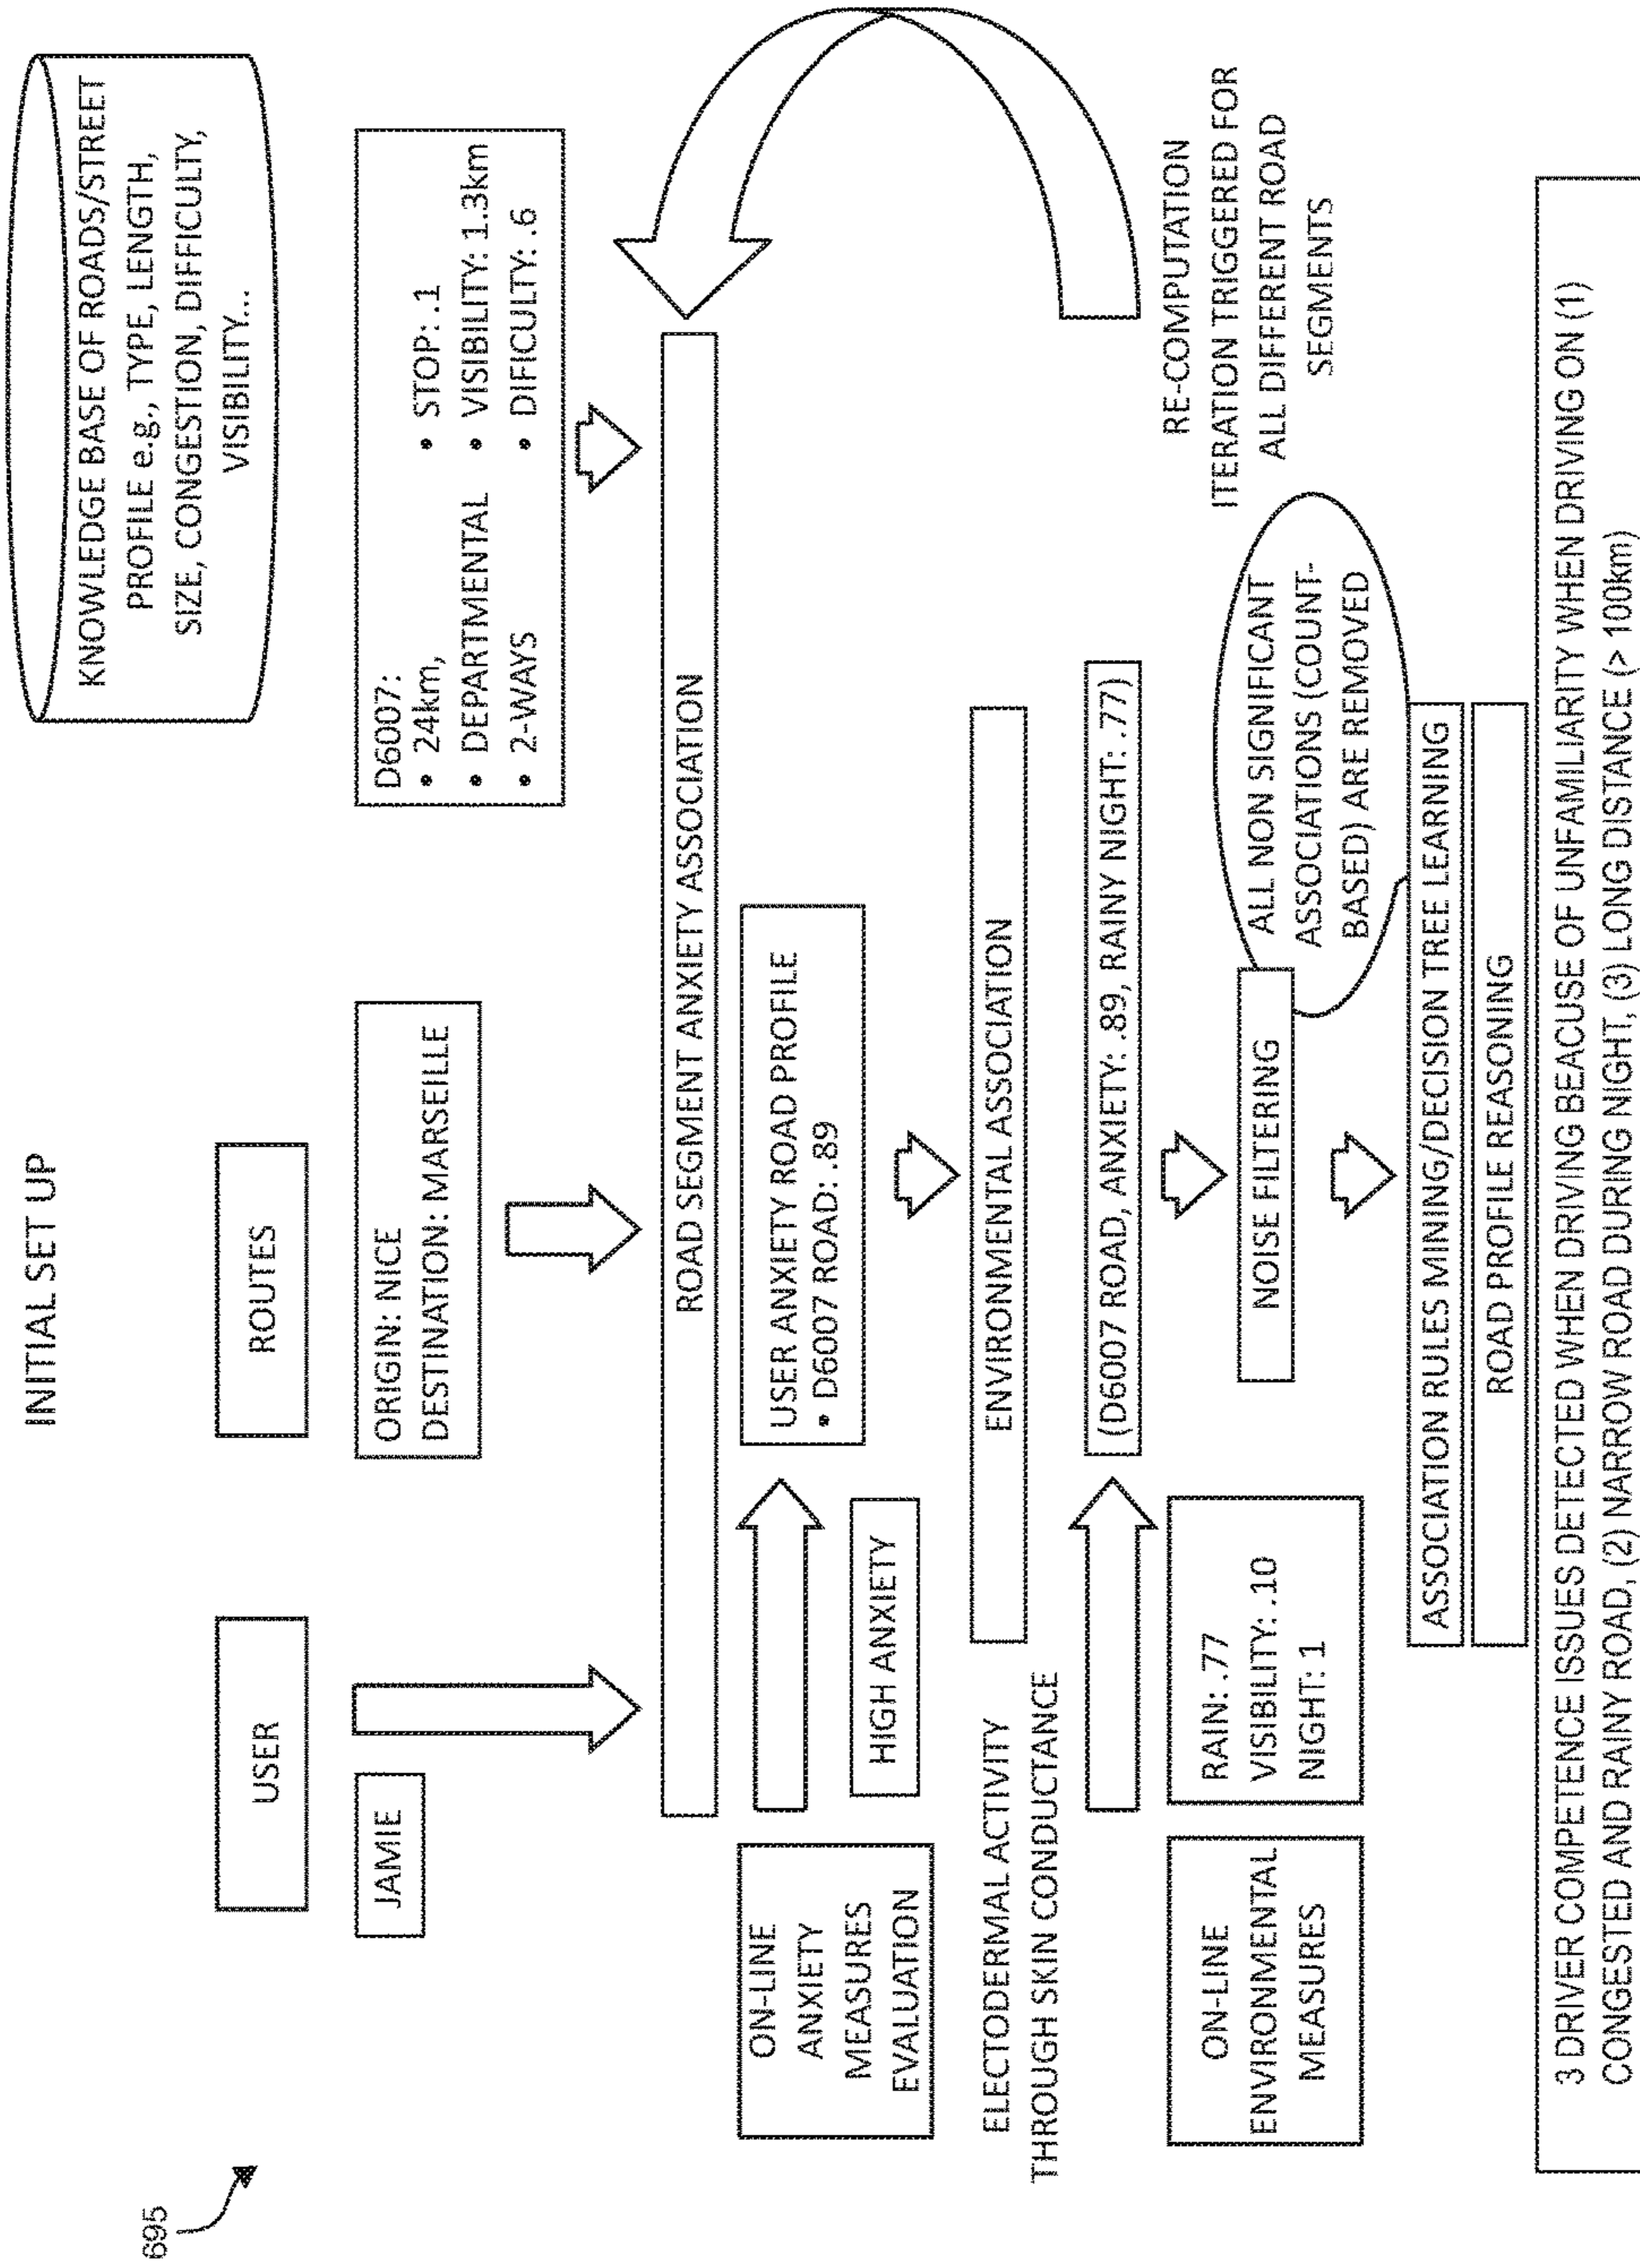 695
INITIAL SET UP
USER
ROUTES
KNOWLEDGE BASE OF ROADS/STREET
PROFILE e.g., TYPE, LENGTH,
SIZE, CONGESTION, DIFFICULTY,
VISIBILITY...
JAMIE
ORIGIN: NICE
DESTINATION: MARSEILLE
D6007:
• 24km,
• DEPARTMENTAL
• 2-WAYS
• STOP: .1
• VISIBILITY: 1.3km
• DIFICULTY: .6
ROAD SEGMENT ANXIETY ASSOCIATION
ON-LINE
ANXIETY
MEASURES
EVALUATION
HIGH ANXIETY
USER ANXIETY ROAD PROFILE
• D6007 ROAD: .89
ELECTODERMAL ACTIVITY
THROUGH SKIN CONDUCTANCE
ENVIRONMENTAL ASSOCIATION
ON-LINE
ENVIRONMENTAL
MEASURES
RAIN: .77
VISIBILITY: .10
NIGHT: 1
(D6007 ROAD, ANXIETY: .89, RAINY NIGHT: .77)
RE-COMPUTATION
ITERATION TRIGGERED FOR
ALL DIFFERENT ROAD
SEGMENTS
NOISE FILTERING
ALL NON SIGNIFICANT
ASSOCIATIONS (COUNT-
BASED) ARE REMOVED
ASSOCIATION RULES MINING/DECISION TREE LEARNING
ROAD PROFILE REASONING
3 DRIVER COMPETENCE ISSUES DETECTED WHEN DRIVING BEACUSE OF UNFAMILIARITY WHEN DRIVING ON (1)
CONGESTED AND RAINY ROAD, (2) NARROW ROAD DURING NIGHT, (3) LONG DISTANCE (> 100km)